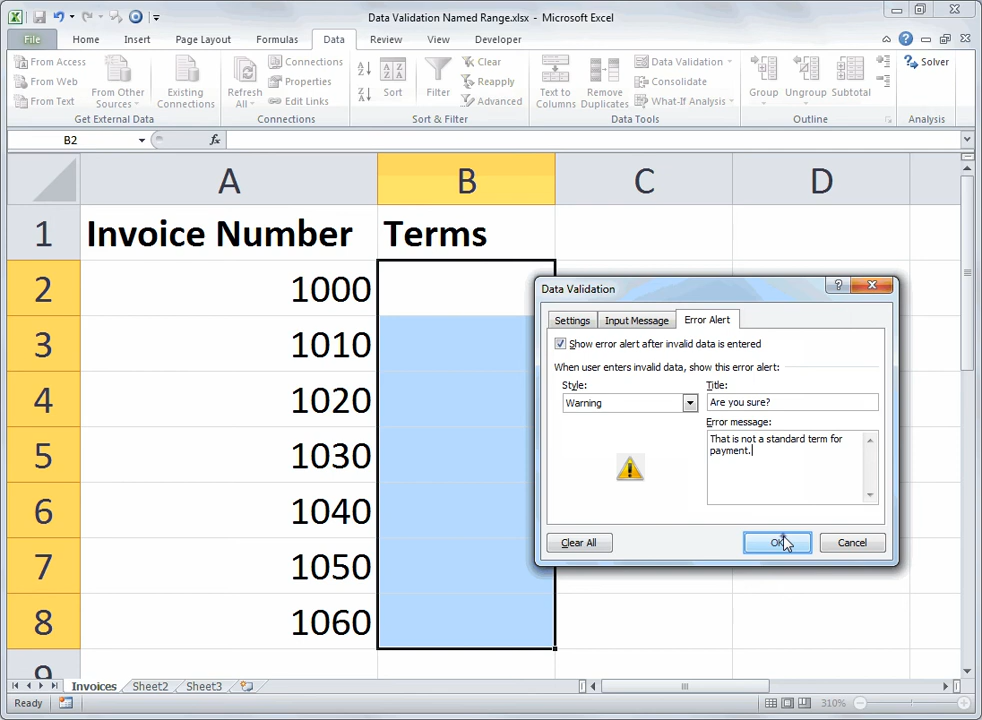 Data Validation Named Range.xlsx - Microsoft Excel
File Home Insert Page Layout Formulas Data Review View Developer
From Access
From Web
From Text
From Other Sources
Existing Connections
Get External Data
Refresh All
Connections
Properties
Edit Links
Connections
Sort
Filter
Clear
Reapply
Advanced
Sort & Filter
Text to Columns
Remove Duplicates
Data Validation
Consolidate
What-If Analysis
Data Tools
Group
Ungroup
Subtotal
Outline
Solver
Analysis
B2 fx
A B C D
1 Invoice Number Terms
2 1000
3 1010
4 1020
5 1030
6 1040
7 1050
8 1060
9
Data Validation
Settings Input Message Error Alert
Show error alert after invalid data is entered
When user enters invalid data, show this error alert:
Style: Title:
Warning Are you sure?
Error message:
That is not a standard term for
payment.
Clear All OK Cancel
Invoices Sheet2 Sheet3
Ready 310%